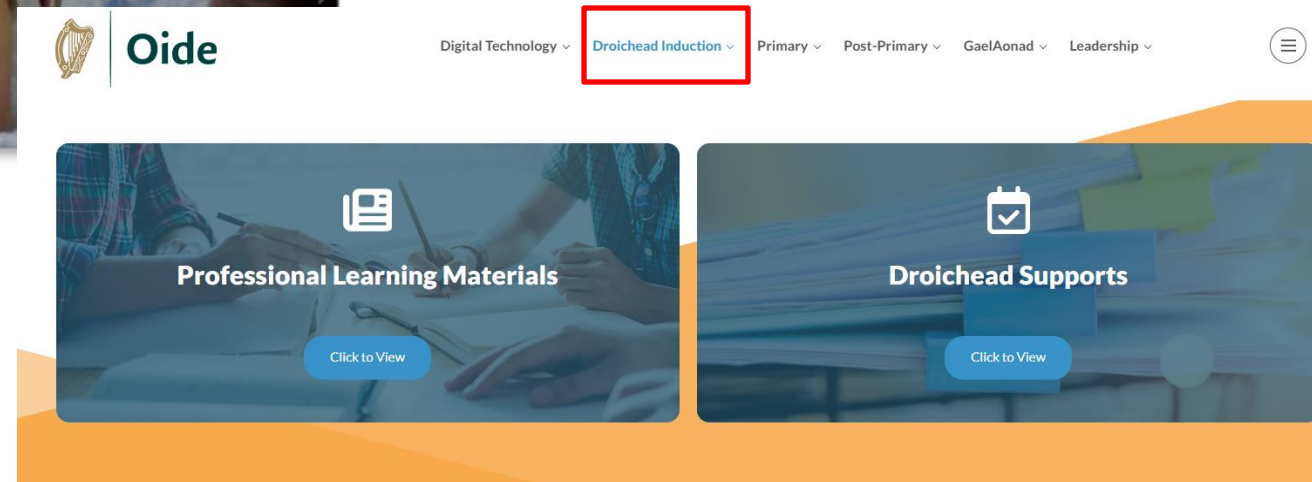 Oide
Digital Technology Droichead Induction Primary Post-Primary GaelAonad Leadership
Professional Learning Materials
Click to View
Droichead Supports
Click to View